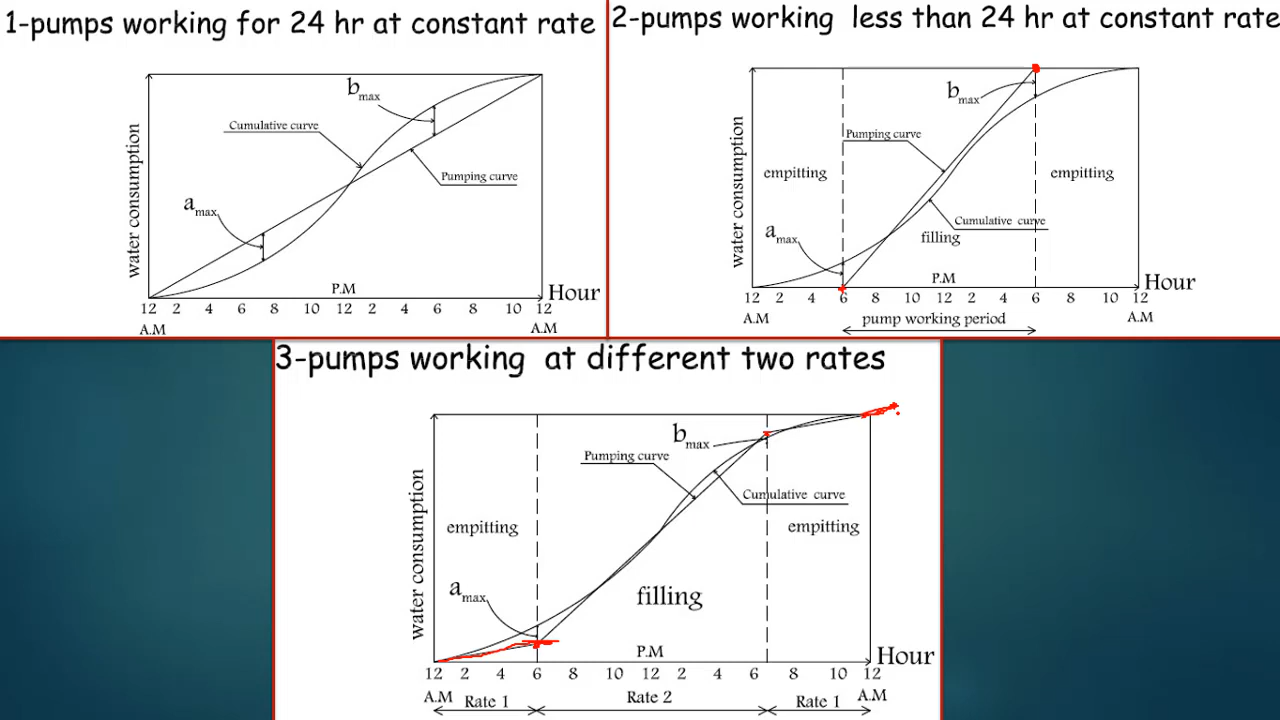 1-pumps working for 24 hr at constant rate
b max
Cumulative curve
Pumping curve
a max
water consumption
P.M
Hour
12 2 4 6 8 10 12 2 4 6 8 10 12
A.M A.M
2-pumps working less than 24 hr at constant rate
b max
Pumping curve
empitting
empitting
Cumulative curve
a max
filling
water consumption
P.M
Hour
12 2 4 6 8 10 12 2 4 6 8 10 12
A.M A.M
pump working period
3-pumps working at different two rates
b max
Pumping curve
Cumulative curve
empitting
empitting
a max
filling
water consumption
P.M
Hour
12 2 4 6 8 10 12 2 4 6 10 12
A.M Rate 1 Rate 2 Rate 1 A.M